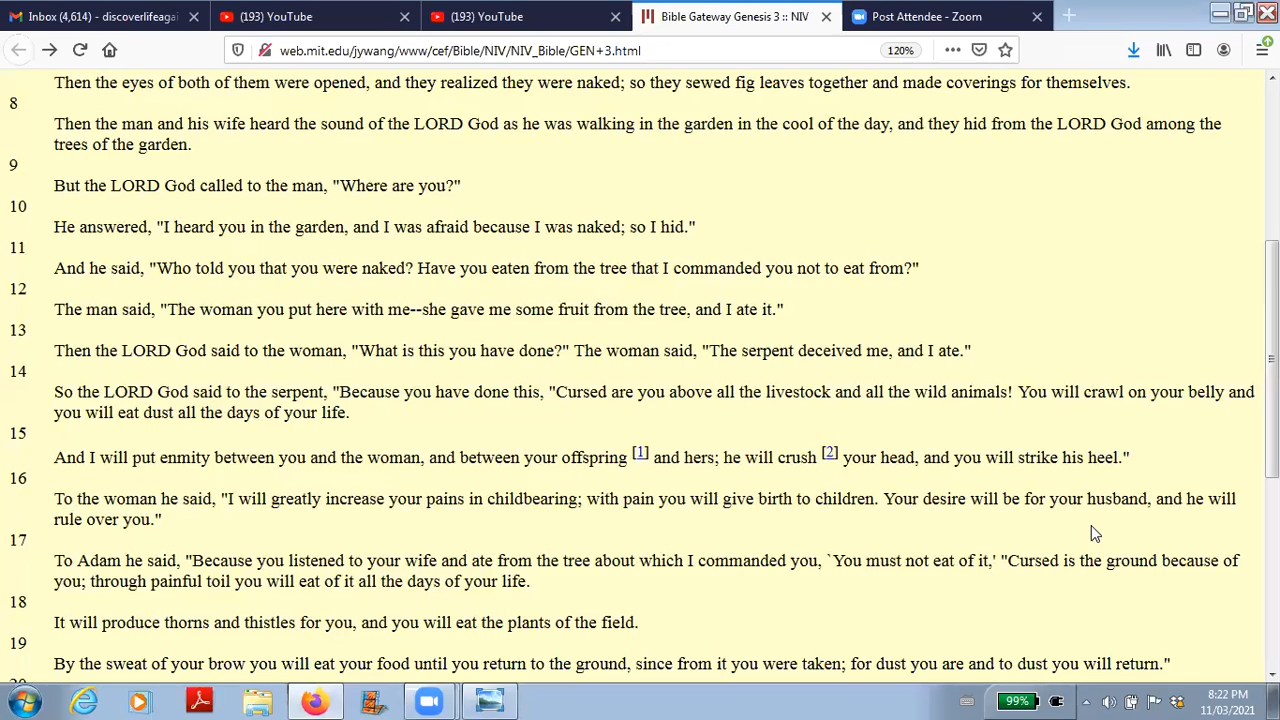 Inbox (4,614) - discoverlifeagai
(193) YouTube
(193) YouTube
Bible Gateway Genesis 3 :: NIV
Post Attendee - Zoom
web.mit.edu/jywang/www/cef/Bible/NIV/NIV_Bible/GEN+3.html
120%
Then the eyes of both of them were opened, and they realized they were naked; so they sewed fig leaves together and made coverings for themselves.
8
Then the man and his wife heard the sound of the LORD God as he was walking in the garden in the cool of the day, and they hid from the LORD God among the
trees of the garden.
9
But the LORD God called to the man, "Where are you?"
10
He answered, "I heard you in the garden, and I was afraid because I was naked; so I hid."
11
And he said, "Who told you that you were naked? Have you eaten from the tree that I commanded you not to eat from?"
12
The man said, "The woman you put here with me--she gave me some fruit from the tree, and I ate it."
13
Then the LORD God said to the woman, "What is this you have done?" The woman said, "The serpent deceived me, and I ate."
14
So the LORD God said to the serpent, "Because you have done this, "Cursed are you above all the livestock and all the wild animals! You will crawl on your belly and
you will eat dust all the days of your life.
15
And I will put enmity between you and the woman, and between your offspring [1] and hers; he will crush [2] your head, and you will strike his heel."
16
To the woman he said, "I will greatly increase your pains in childbearing; with pain you will give birth to children. Your desire will be for your husband, and he will
rule over you."
17
To Adam he said, "Because you listened to your wife and ate from the tree about which I commanded you, `You must not eat of it,' "Cursed is the ground because of
you; through painful toil you will eat of it all the days of your life.
18
It will produce thorns and thistles for you, and you will eat the plants of the field.
19
By the sweat of your brow you will eat your food until you return to the ground, since from it you were taken; for dust you are and to dust you will return."
99%
8:22 PM
11/03/2021